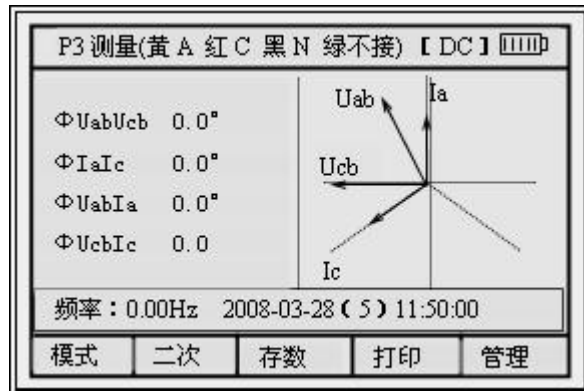 P3 测量(黄 A 红 C 黑 N 绿不接)【DC】
ΦUabUcb 0.0°
ΦIaIc 0.0°
ΦUabIa 0.0°
ΦUcbIc 0.0
Uab
Ia
Ucb
Ic
频率：0.00Hz 2008-03-28（5）11:50:00
模式 二次 存数 打印 管理